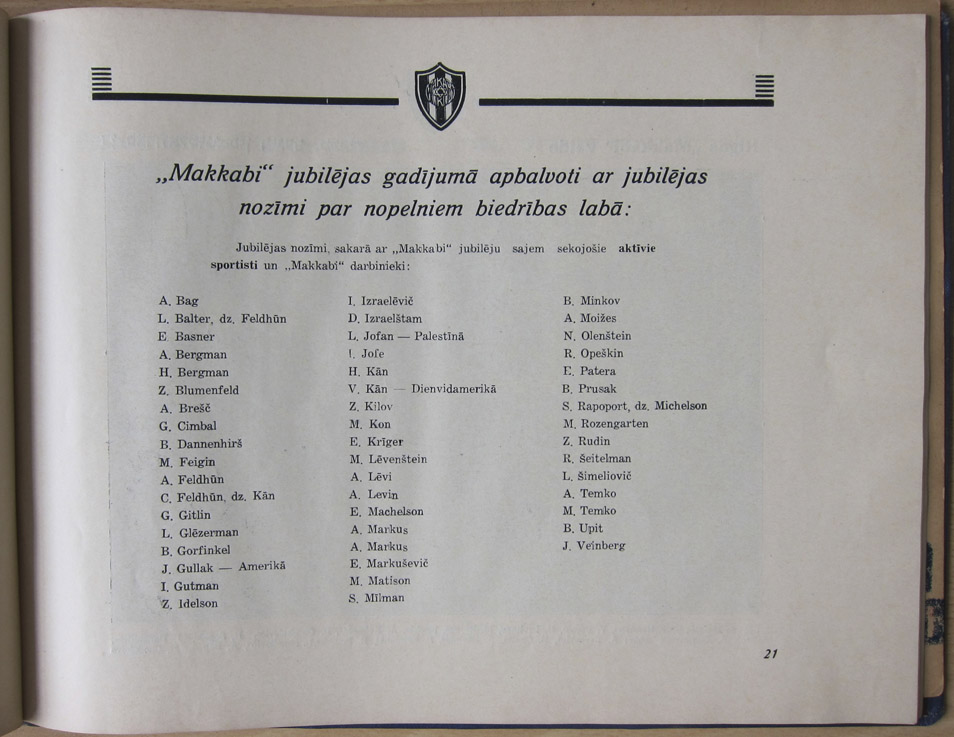 „Makkabi“ jubilējas gadījumā apbalvoti ar jubilējas
nozīmi par nopelniem biedrības labā:
Jubilējas nozīmi, sakarā ar „Makkabi“ jubilēju saņem sekojošie aktīvie
sportisti un „Makkabi“ darbinieki:
A. Bag
L. Balter, dz. Feldhūn
E. Basner
A. Bergman
H. Bergman
Z. Blumenfeld
A. Brešč
G. Cimbal
B. Dannenhirš
M. Feigin
A. Feldhūn
C. Feldhūn, dz. Kān
G. Gitlin
L. Glēzerman
B. Gorfinkel
J. Gullak — Amerikā
I. Gutman
Z. Idelson
I. Izraelēvič
D. Izraelštam
L. Jofan — Palestīnā
I. Jofe
H. Kān
V. Kān — Dienvidamerikā
Z. Kilov
M. Kon
E. Krīger
M. Lēvenštein
A. Lēvi
A. Levin
E. Machelson
A. Markus
A. Markus
E. Markuševič
M. Matison
S. Milman
B. Minkov
A. Moižes
N. Olenštein
R. Opeškin
E. Patera
B. Prusak
S. Rapoport, dz. Michelson
M. Rozengarten
Z. Rudin
R. Šeitelman
L. Šimeliovič
A. Temko
M. Temko
B. Upit
J. Veinberg
21